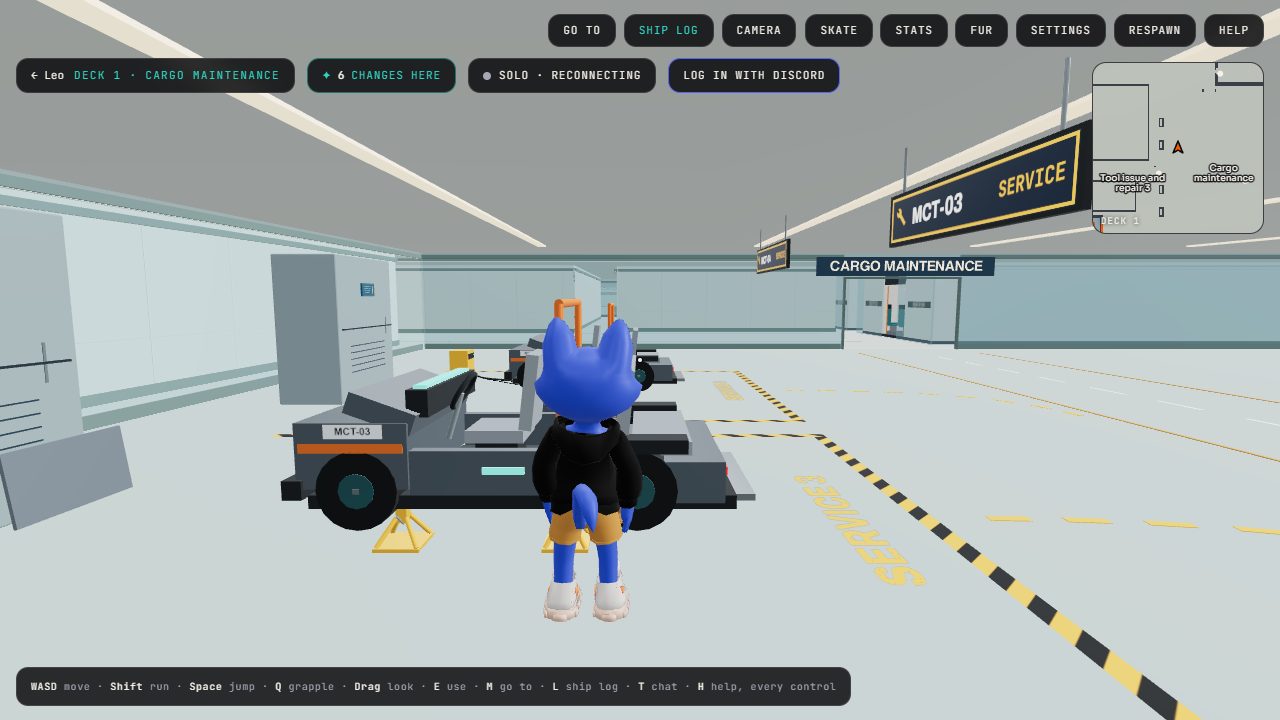 GO TO
SHIP LOG
CAMERA
SKATE
STATS
FUR
SETTINGS
RESPAWN
HELP
← Leo DECK 1 · CARGO MAINTENANCE
✦ 6 CHANGES HERE
SOLO · RECONNECTING
LOG IN WITH DISCORD
Tool issue and
repair 3
Cargo
maintenance
DECK 1
MCT-03 SERVICE
CARGO MAINTENANCE
MCT-03
SERVICE
WASD move · Shift run · Space jump · Q grapple · Drag look · E use · M go to · L ship log · T chat · H help, every control